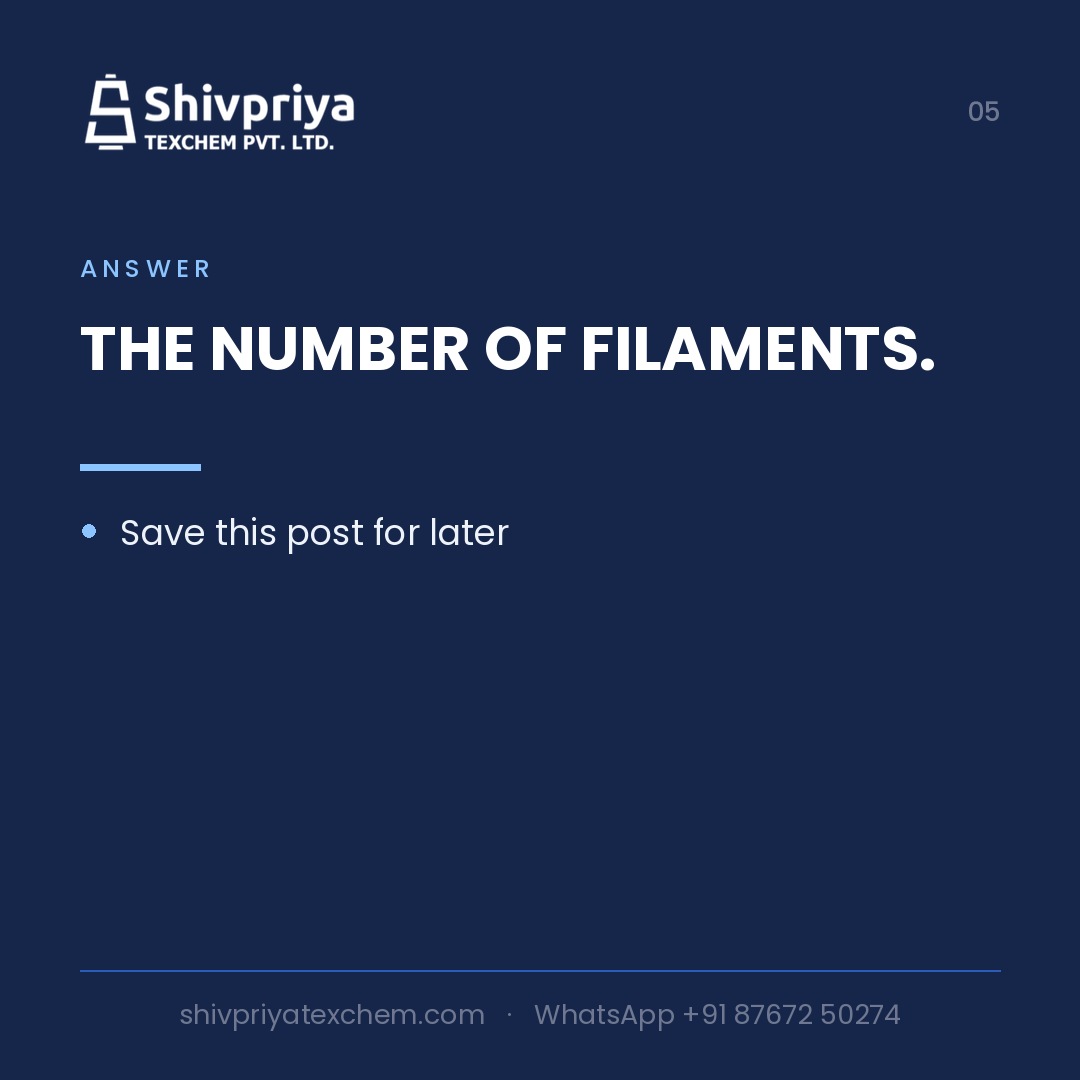 Shivpriya
TEXCHEM PVT. LTD.
05
ANSWER
THE NUMBER OF FILAMENTS.
• Save this post for later
shivpriyatexchem.com · WhatsApp +91 87672 50274